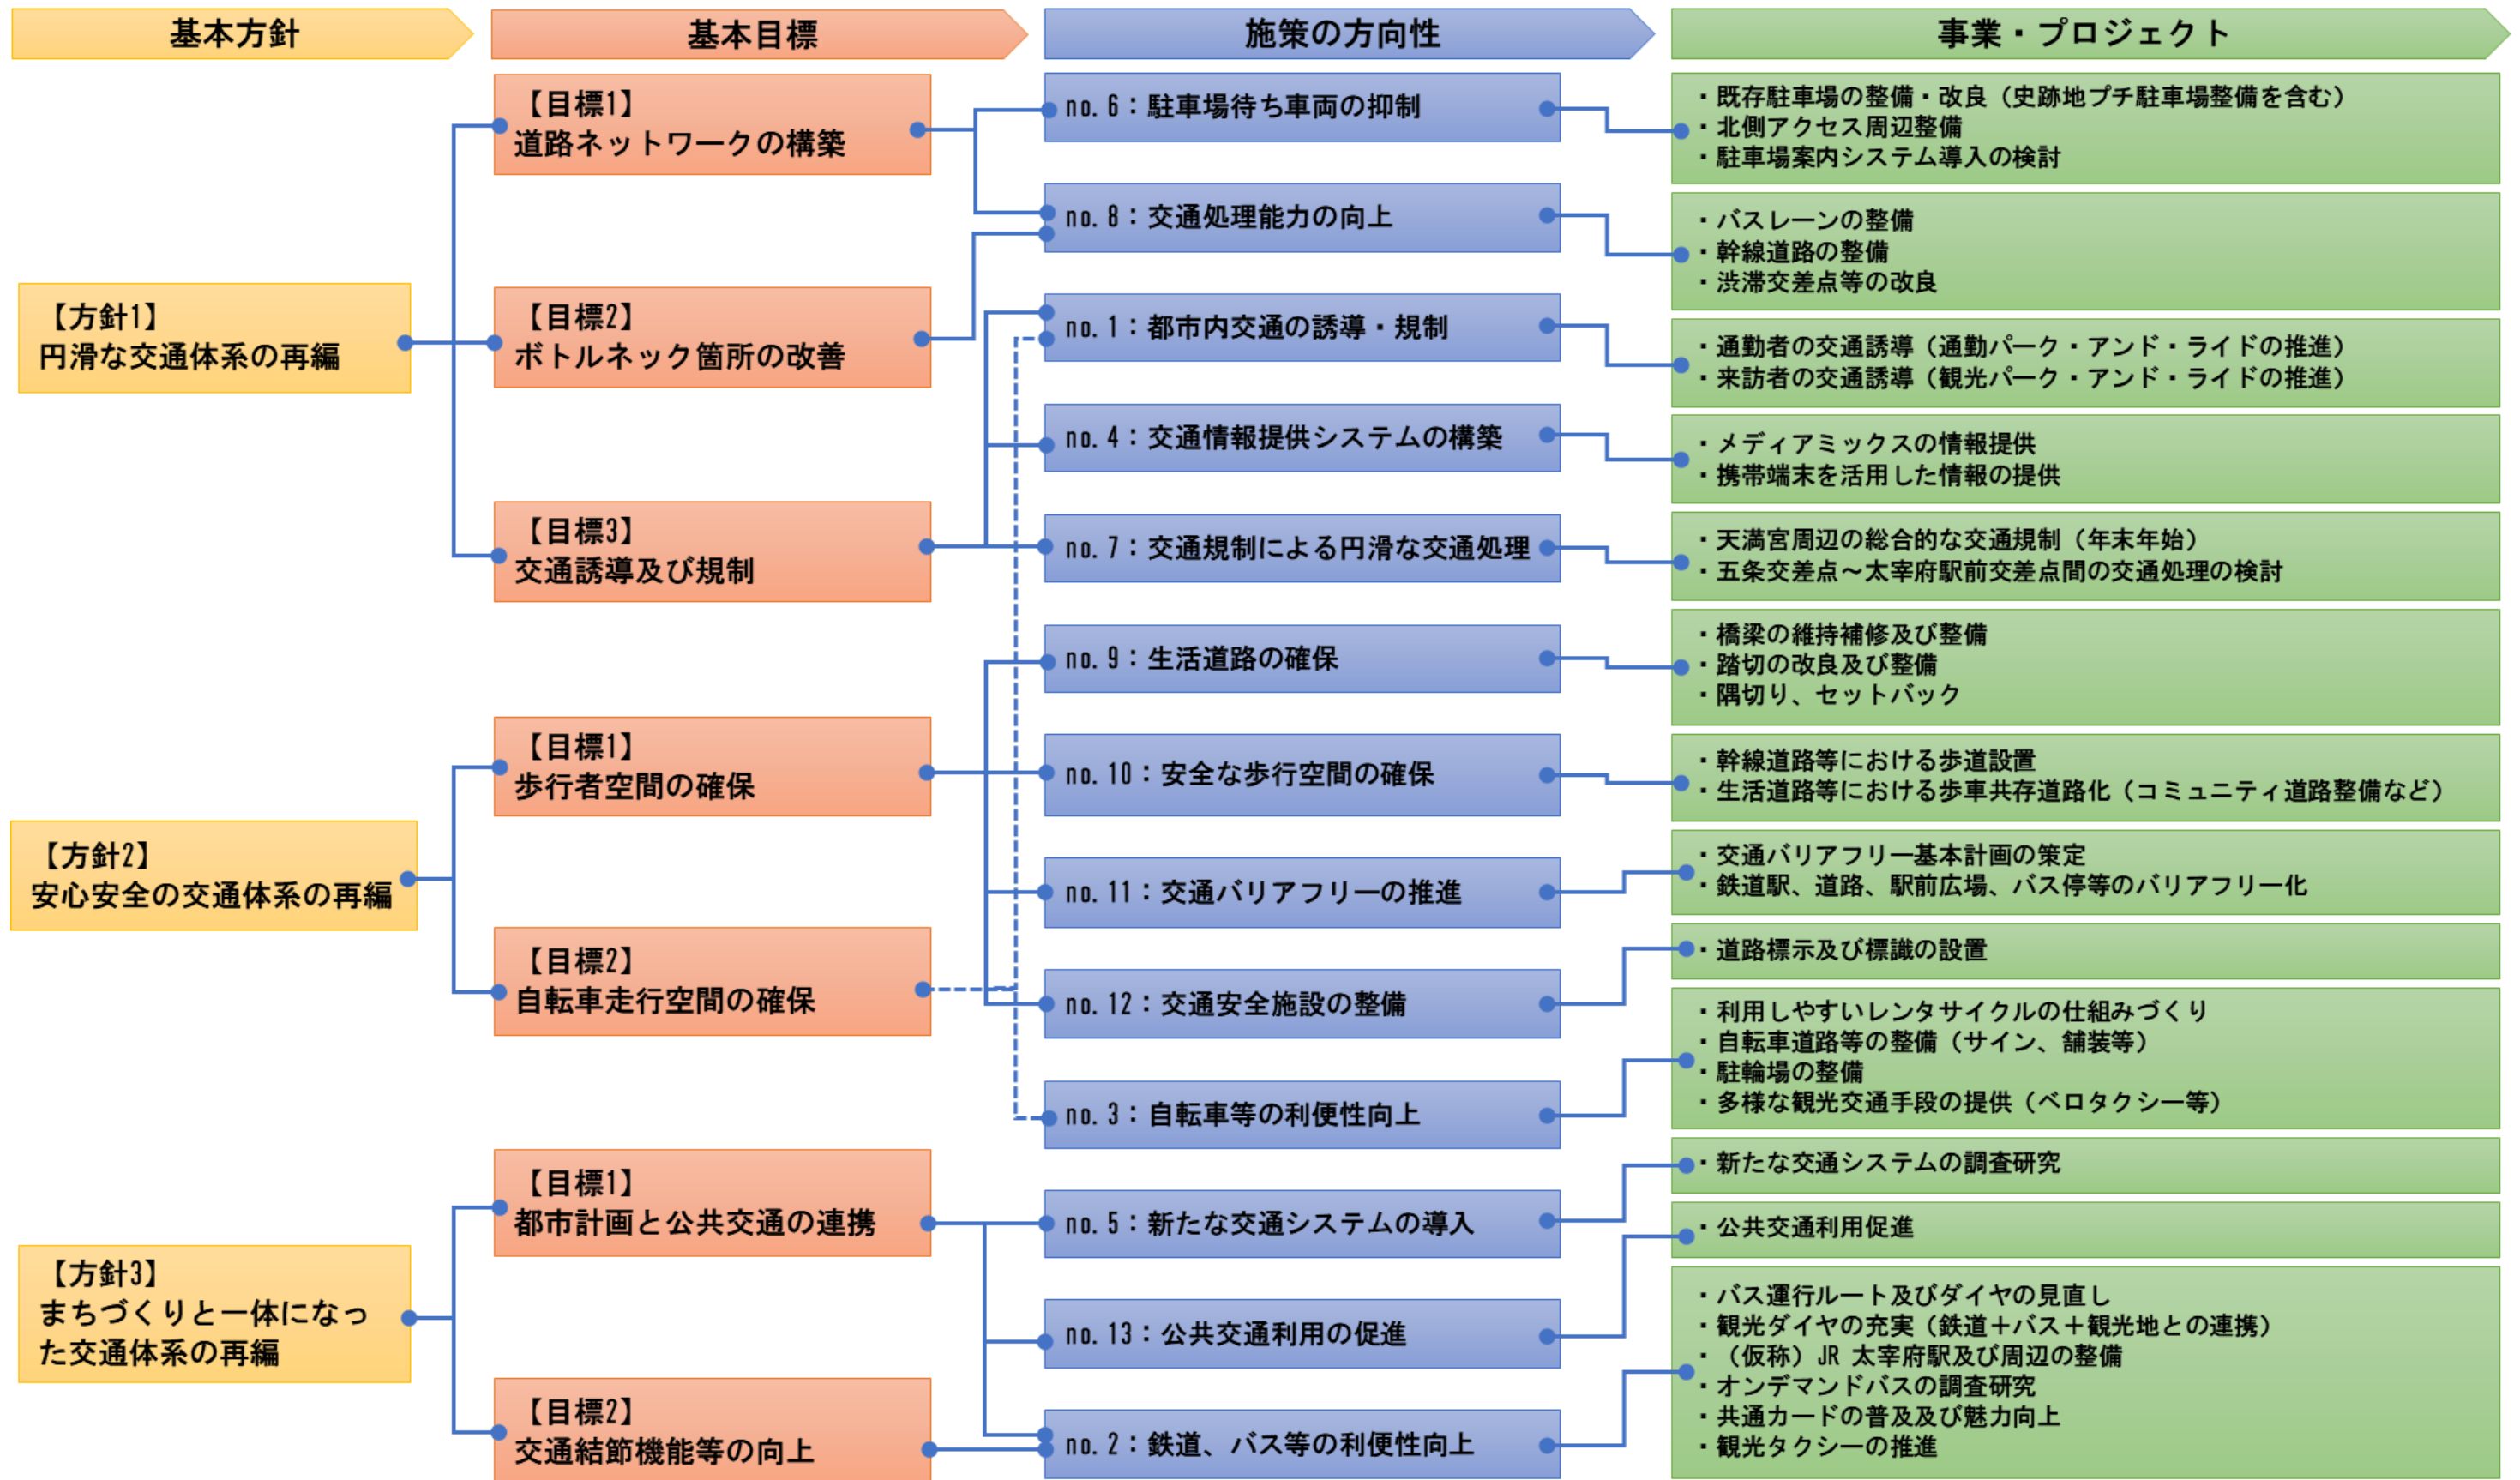 基本方針
基本目標
施策の方向性
事業・プロジェクト
【方針1】
円滑な交通体系の再編
【方針2】
安心安全の交通体系の再編
【方針3】
まちづくりと一体になっ
た交通体系の再編
【目標1】
道路ネットワークの構築
【目標2】
ボトルネック箇所の改善
【目標3】
交通誘導及び規制
【目標1】
歩行者空間の確保
【目標2】
自転車走行空間の確保
【目標1】
都市計画と公共交通の連携
【目標2】
交通結節機能等の向上
no. 6：駐車場待ち車両の抑制
no. 8：交通処理能力の向上
no. 1：都市内交通の誘導・規制
no. 4：交通情報提供システムの構築
no. 7：交通規制による円滑な交通処理
no. 9：生活道路の確保
no. 10：安全な歩行空間の確保
no. 11：交通バリアフリーの推進
no. 12：交通安全施設の整備
no. 3：自転車等の利便性向上
no. 5：新たな交通システムの導入
no. 13：公共交通利用の促進
no. 2：鉄道、バス等の利便性向上
・既存駐車場の整備・改良（史跡地プチ駐車場整備を含む）
・北側アクセス周辺整備
・駐車場案内システム導入の検討
・バスレーンの整備
・幹線道路の整備
・渋滞交差点等の改良
・通勤者の交通誘導（通勤パーク・アンド・ライドの推進）
・来訪者の交通誘導（観光パーク・アンド・ライドの推進）
・メディアミックスの情報提供
・携帯端末を活用した情報の提供
・天満宮周辺の総合的な交通規制（年末年始）
・五条交差点～太宰府駅前交差点間の交通処理の検討
・橋梁の維持補修及び整備
・踏切の改良及び整備
・隅切り、セットバック
・幹線道路等における歩道設置
・生活道路等における歩車共存道路化（コミュニティ道路整備など）
・交通バリアフリー基本計画の策定
・鉄道駅、道路、駅前広場、バス停等のバリアフリー化
・道路標示及び標識の設置
・利用しやすいレンタサイクルの仕組みづくり
・自転車道路等の整備（サイン、舗装等）
・駐輪場の整備
・多様な観光交通手段の提供（ベロタクシー等）
・新たな交通システムの調査研究
・公共交通利用促進
・バス運行ルート及びダイヤの見直し
・観光ダイヤの充実（鉄道＋バス＋観光地との連携）
・（仮称）JR 太宰府駅及び周辺の整備
・オンデマンドバスの調査研究
・共通カードの普及及び魅力向上
・観光タクシーの推進